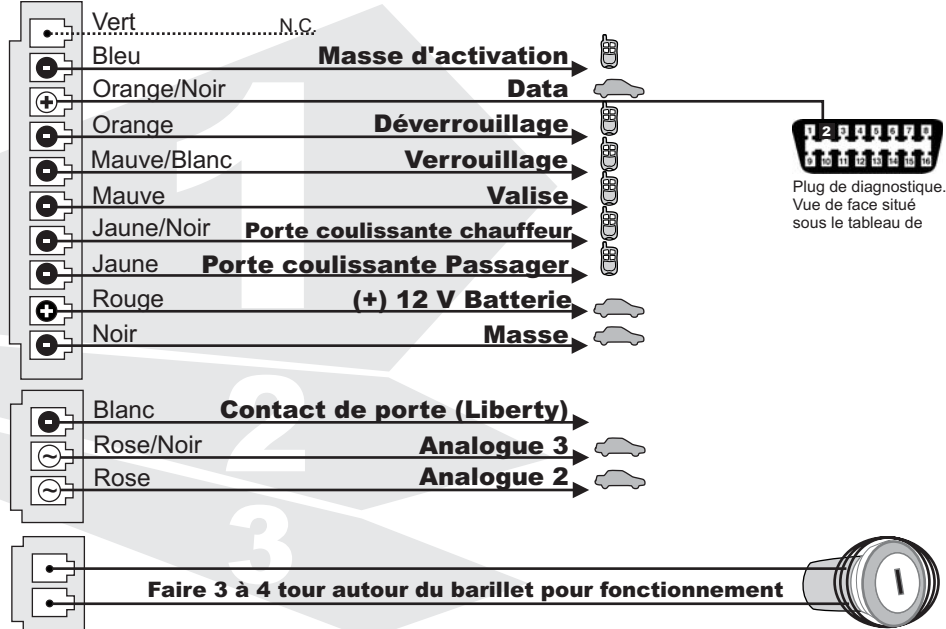 Vert N.C.
Bleu Masse d'activation
Orange/Noir Data
Orange Déverrouillage
Mauve/Blanc Verrouillage
Mauve Valise
Jaune/Noir Porte coulissante chauffeur
Jaune Porte coulissante Passager
Rouge (+) 12 V Batterie
Noir Masse
1 2 3 4 5 6 7 8
9 10 11 12 13 14 15 16
Plug de diagnostique.
Vue de face situé
sous le tableau de
Blanc Contact de porte (Liberty)
Rose/Noir Analogue 3
Rose Analogue 2
Faire 3 à 4 tour autour du barillet pour fonctionnement
1
2
3